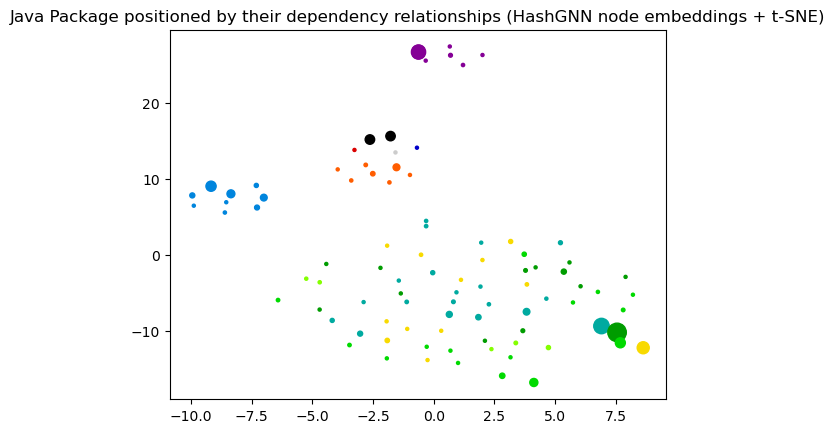 Java Package positioned by their dependency relationships (HashGNN node embeddings + t-SNE)
20
10
0
−10
−10.0 −7.5 −5.0 −2.5 0.0 2.5 5.0 7.5